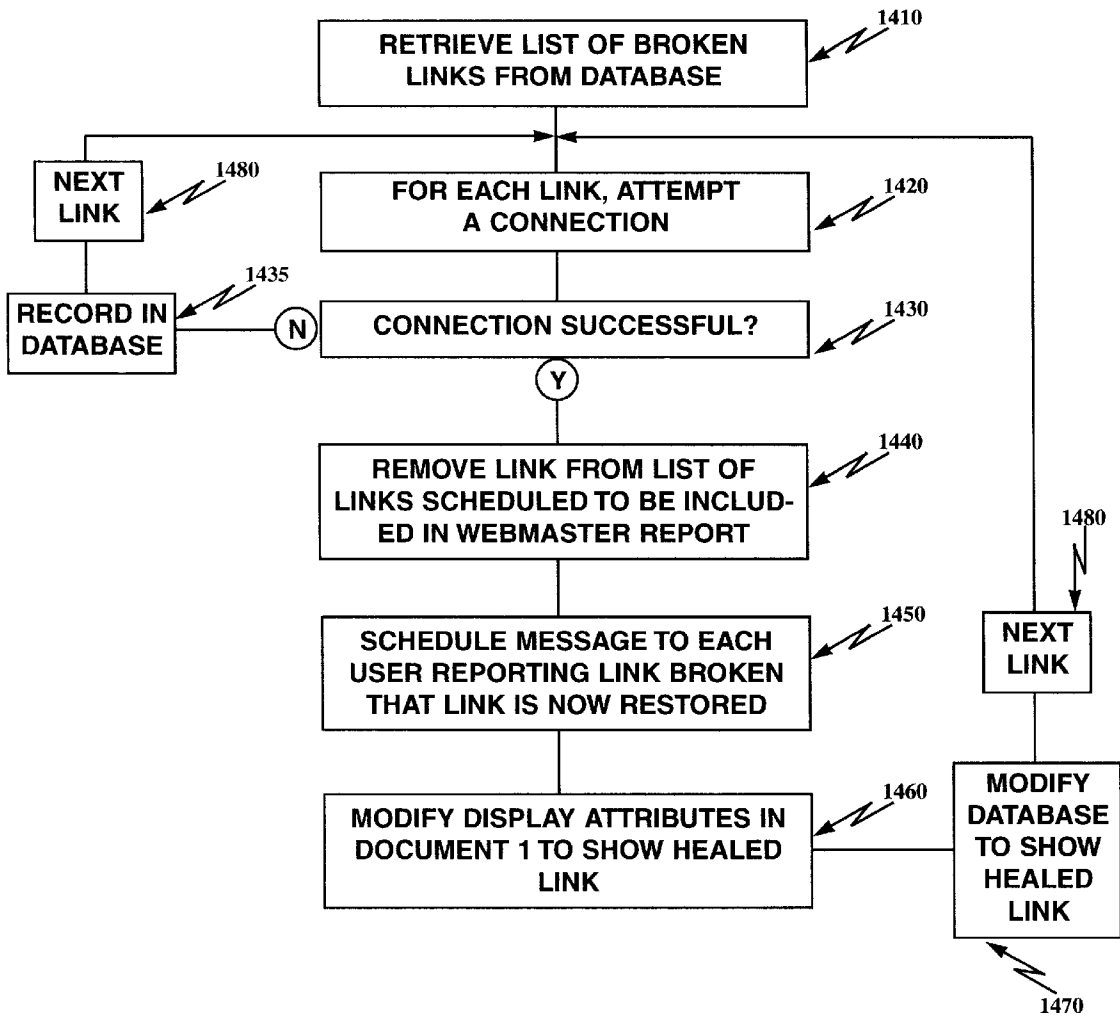 1410
RETRIEVE LIST OF BROKEN
LINKS FROM DATABASE
NEXT
LINK
1480
FOR EACH LINK, ATTEMPT
A CONNECTION
1420
RECORD IN
DATABASE
1435
N
CONNECTION SUCCESSFUL?
1430
Y
REMOVE LINK FROM LIST OF
LINKS SCHEDULED TO BE INCLUD-
ED IN WEBMASTER REPORT
1440
1480
NEXT
LINK
SCHEDULE MESSAGE TO EACH
USER REPORTING LINK BROKEN
THAT LINK IS NOW RESTORED
1450
MODIFY DISPLAY ATTRIBUTES IN
DOCUMENT 1 TO SHOW HEALED
LINK
1460
MODIFY
DATABASE
TO SHOW
HEALED
LINK
1470